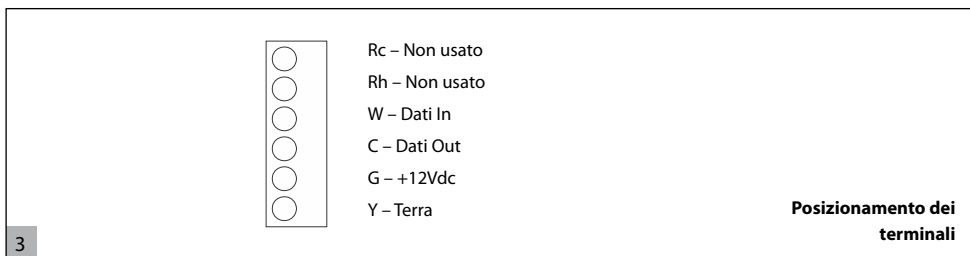 Rc – Non usato
Rh – Non usato
W – Dati In
C – Dati Out
G – +12Vdc
Y – Terra
Posizionamento dei
terminali
3